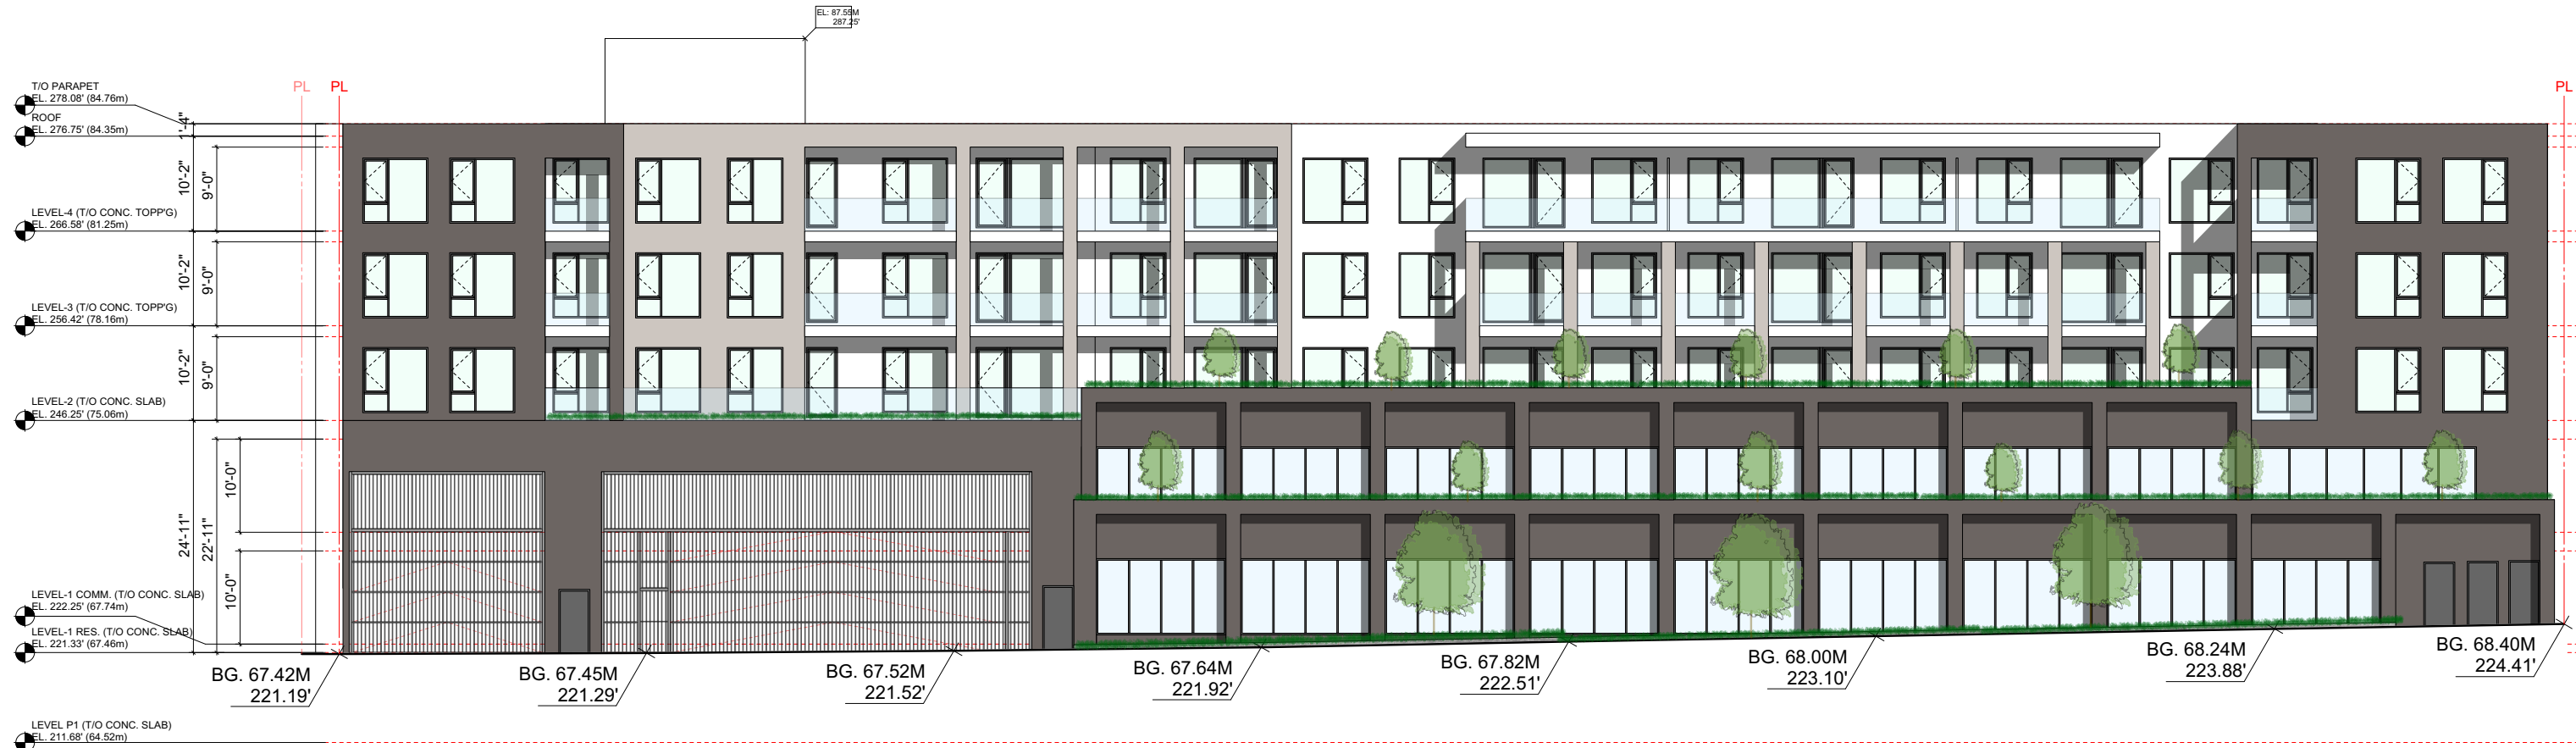 EL: 87.55M
287.25'
PL
PL
PL
T/O PARAPET
EL. 278.08' (84.76m)
ROOF
EL. 276.75' (84.35m)
1'-4"
10'-2"
9'-0"
LEVEL-4 (T/O CONC. TOPP'G)
EL. 266.58' (81.25m)
10'-2"
9'-0"
LEVEL-3 (T/O CONC. TOPP'G)
EL. 256.42' (78.16m)
10'-2"
9'-0"
LEVEL-2 (T/O CONC. SLAB)
EL. 246.25' (75.06m)
10'-0"
24'-11"
22'-11"
10'-0"
LEVEL-1 COMM. (T/O CONC. SLAB)
EL. 222.25' (67.74m)
LEVEL-1 RES. (T/O CONC. SLAB)
EL. 221.33' (67.46m)
BG. 67.42M
221.19'
BG. 67.45M
221.29'
BG. 67.52M
221.52'
BG. 67.64M
221.92'
BG. 67.82M
222.51'
BG. 68.00M
223.10'
BG. 68.24M
223.88'
BG. 68.40M
224.41'
LEVEL P1 (T/O CONC. SLAB)
EL. 211.68' (64.52m)